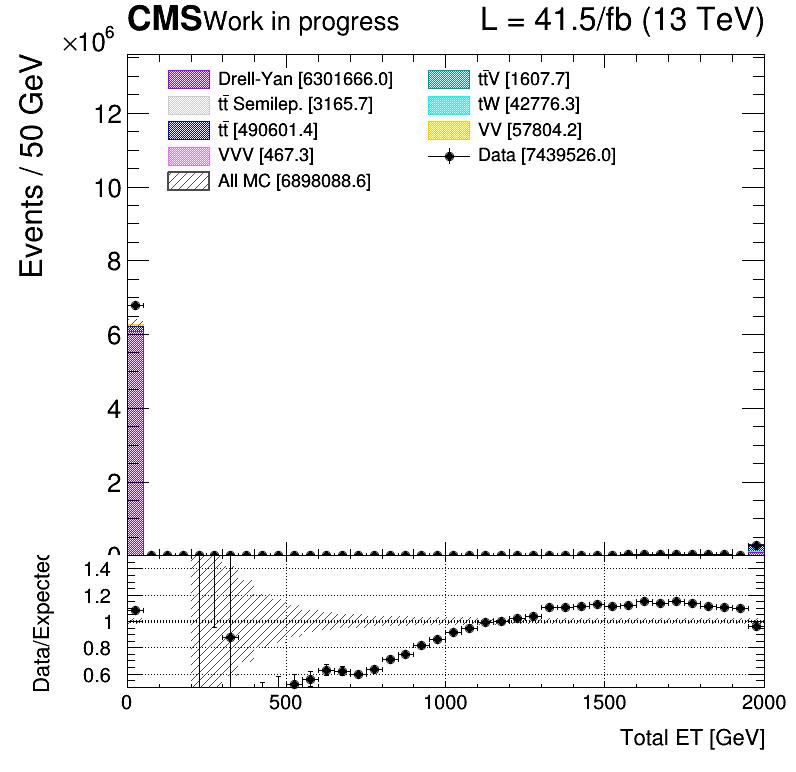 CMS Work in progress L = 41.5/fb (13 TeV)
×10⁶
Events / 50 GeV
Drell-Yan [6301666.0]
tt̄V [1607.7]
tt̄ Semilep. [3165.7]
tW [42776.3]
tt̄ [490601.4]
VV [57804.2]
VVV [467.3]
Data [7439526.0]
All MC [6898088.6]
12
10
8
6
4
2
0
Data/Expected
1.4
1.2
1
0.8
0.6
0 500 1000 1500 2000
Total ET [GeV]